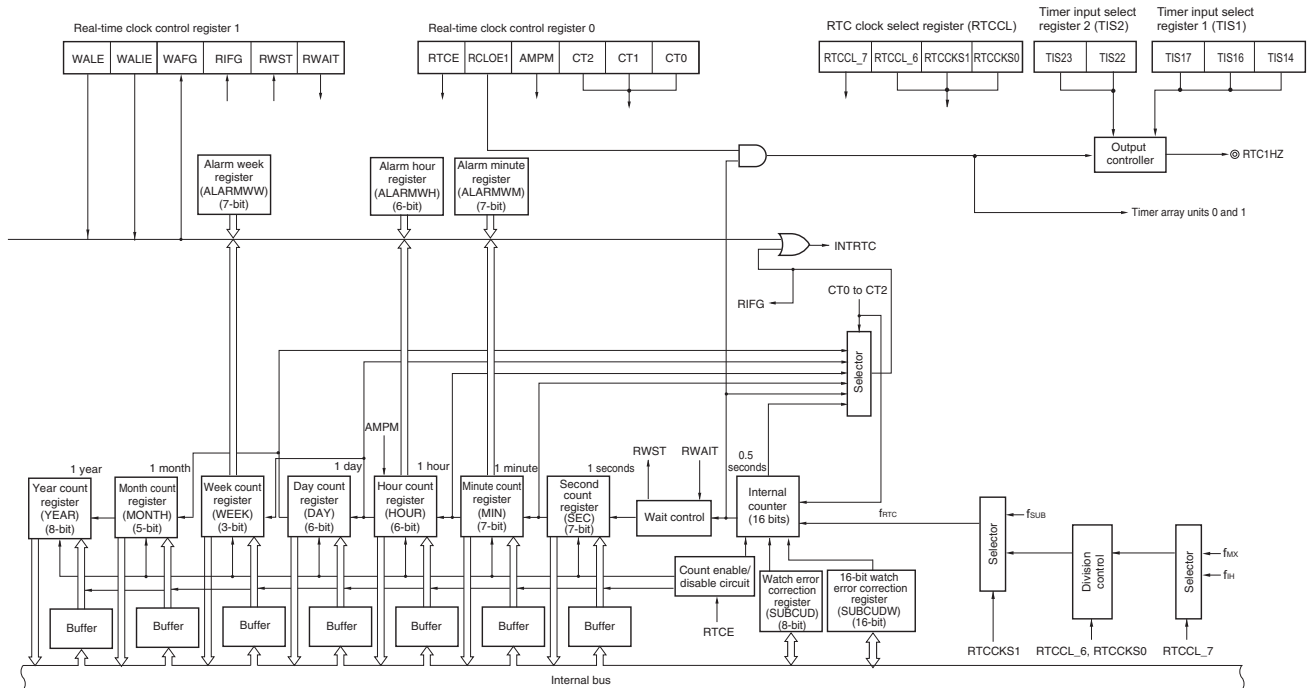 Real-time clock control register 1
WALE WALIE WAFG RIFG RWST RWAIT
Real-time clock control register 0
RTCE RCLOE1 AMPM CT2 CT1 CT0
RTC clock select register (RTCCL)
RTCCL_7 RTCCL_6 RTCCKS1 RTCCKS0
Timer input select
register 2 (TIS2)
TIS23 TIS22
Timer input select
register 1 (TIS1)
TIS17 TIS16 TIS14
Output
controller
RTC1HZ
Timer array units 0 and 1
Alarm week
register
(ALARMWW)
(7-bit)
Alarm hour
register
(ALARMWH)
(6-bit)
Alarm minute
register
(ALARMWM)
(7-bit)
INTRTC
RIFG
CT0 to CT2
Selector
AMPM
RWST
RWAIT
0.5
seconds
1 year
1 month
1 day
1 hour
1 minute
1 seconds
Year count
register
(YEAR)
(8-bit)
Month count
register
(MONTH)
(5-bit)
Week count
register
(WEEK)
(3-bit)
Day count
register
(DAY)
(6-bit)
Hour count
register
(HOUR)
(6-bit)
Minute count
register
(MIN)
(7-bit)
Second
count
register
(SEC)
(7-bit)
Wait control
Internal
counter
(16 bits)
fRTC
Selector
fSUB
Division
control
Selector
fMX
fIH
Count enable/
disable circuit
RTCE
Watch error
correction
register
(SUBCUD)
(8-bit)
16-bit watch
error correction
register
(SUBCUDW)
(16-bit)
Buffer
Buffer
Buffer
Buffer
Buffer
Buffer
Buffer
RTCCKS1
RTCCL_6, RTCCKS0
RTCCL_7
Internal bus